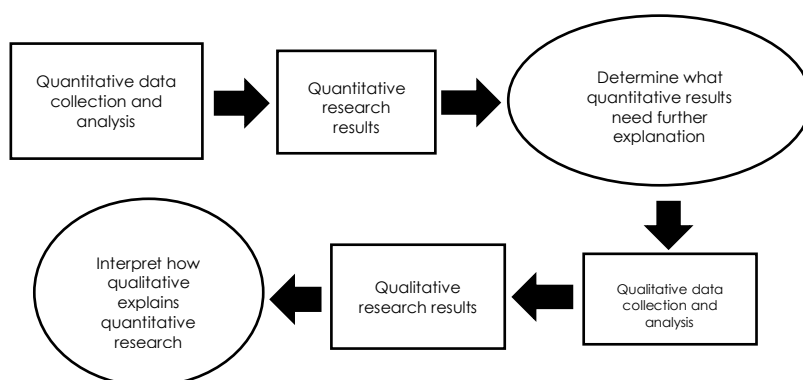 Quantitative data
collection and
analysis
Quantitative
research
results
Determine what
quantitative results
need further
explanation
Qualitative data
collection and
analysis
Qualitative
research results
Interpret how
qualitative
explains
quantitative
research